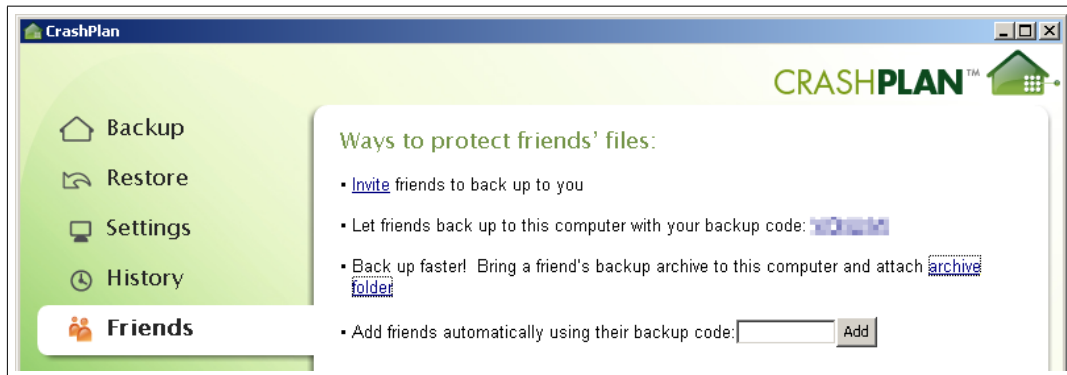 CrashPlan
CRASHPLAN™
Backup
Restore
Settings
History
Friends
Ways to protect friends' files:
▪ Invite friends to back up to you
▪ Let friends back up to this computer with your backup code:
▪ Back up faster! Bring a friend's backup archive to this computer and attach archive
folder
▪ Add friends automatically using their backup code: Add